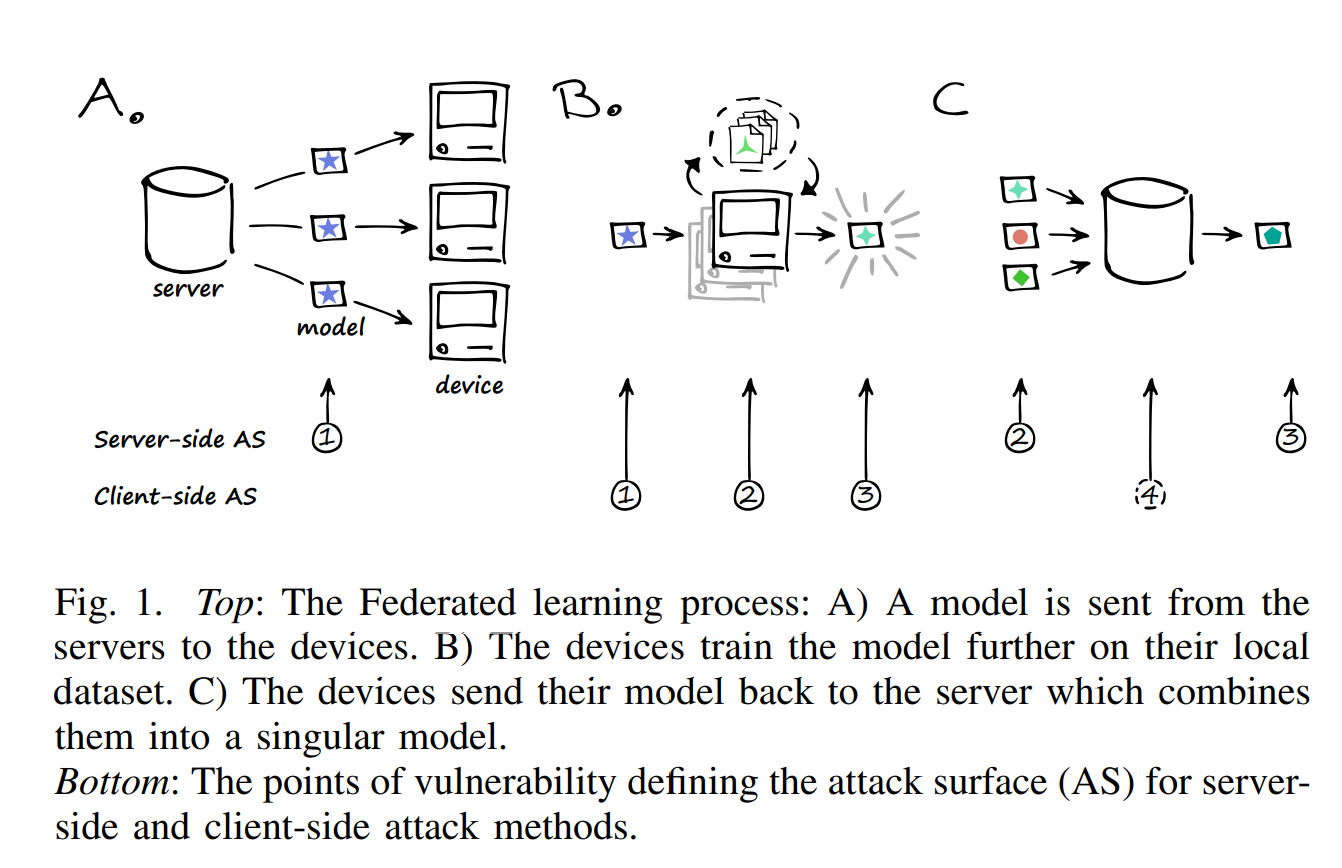 A.
B.
C
server
model
device
Server-side AS
1
2
3
Client-side AS
1
2
3
4
Fig. 1. Top: The Federated learning process: A) A model is sent from the
servers to the devices. B) The devices train the model further on their local
dataset. C) The devices send their model back to the server which combines
them into a singular model.
Bottom: The points of vulnerability defining the attack surface (AS) for server-
side and client-side attack methods.